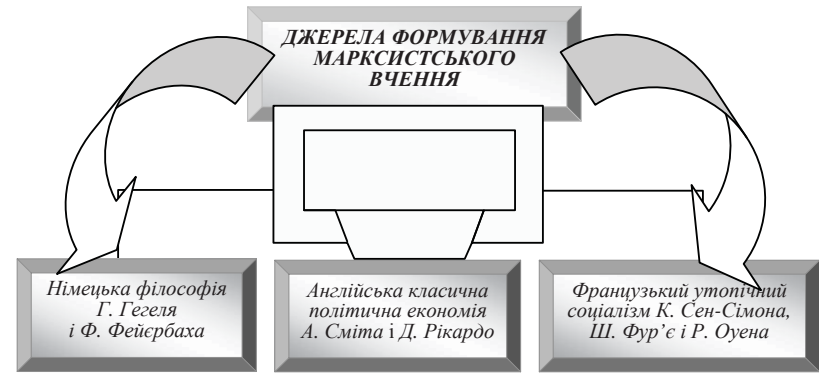 ДЖЕРЕЛА ФОРМУВАННЯ
МАРКСИСТСЬКОГО
ВЧЕННЯ
Німецька філософія
Г. Гегеля
і Ф. Фейєрбаха
Англійська класична
політична економія
А. Сміта і Д. Рікардо
Французький утопічний
соціалізм К. Сен-Сімона,
Ш. Фур’є і Р. Оуена